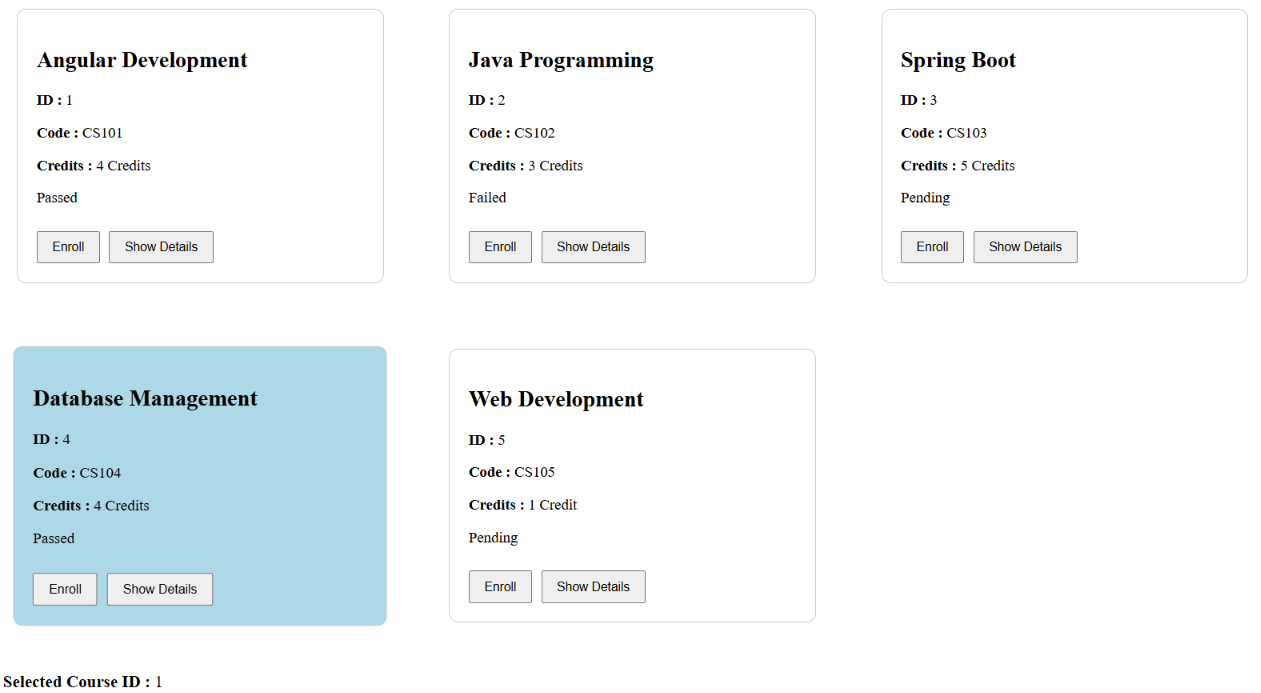 Angular Development
ID : 1
Code : CS101
Credits : 4 Credits
Passed
Enroll
Show Details
Java Programming
ID : 2
Code : CS102
Credits : 3 Credits
Failed
Enroll
Show Details
Spring Boot
ID : 3
Code : CS103
Credits : 5 Credits
Pending
Enroll
Show Details
Database Management
ID : 4
Code : CS104
Credits : 4 Credits
Passed
Enroll
Show Details
Web Development
ID : 5
Code : CS105
Credits : 1 Credit
Pending
Enroll
Show Details
Selected Course ID : 1